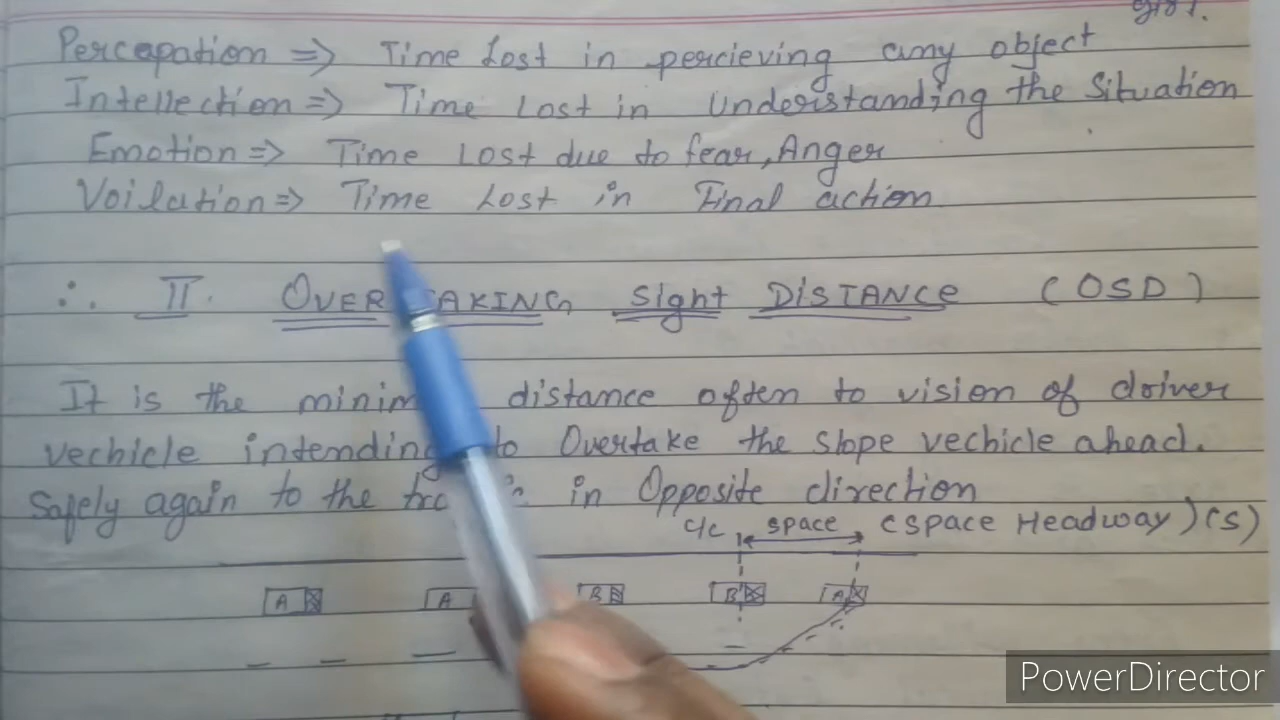 Percepation => Time Lost in percieving any object
Intellection => Time Lost in Understanding the Situation
Emotion => Time Lost due to fear, Anger
Voilation => Time Lost in Final action
∴ II. OVER TAKING Sight DISTANCE (OSD)
It is the minim distance often to vision of driver
vechicle intending to Overtake the slope vechicle ahead.
Safely again to the in Opposite direction
c/c space (Space Headway) (s)
A A B B A
PowerDirector